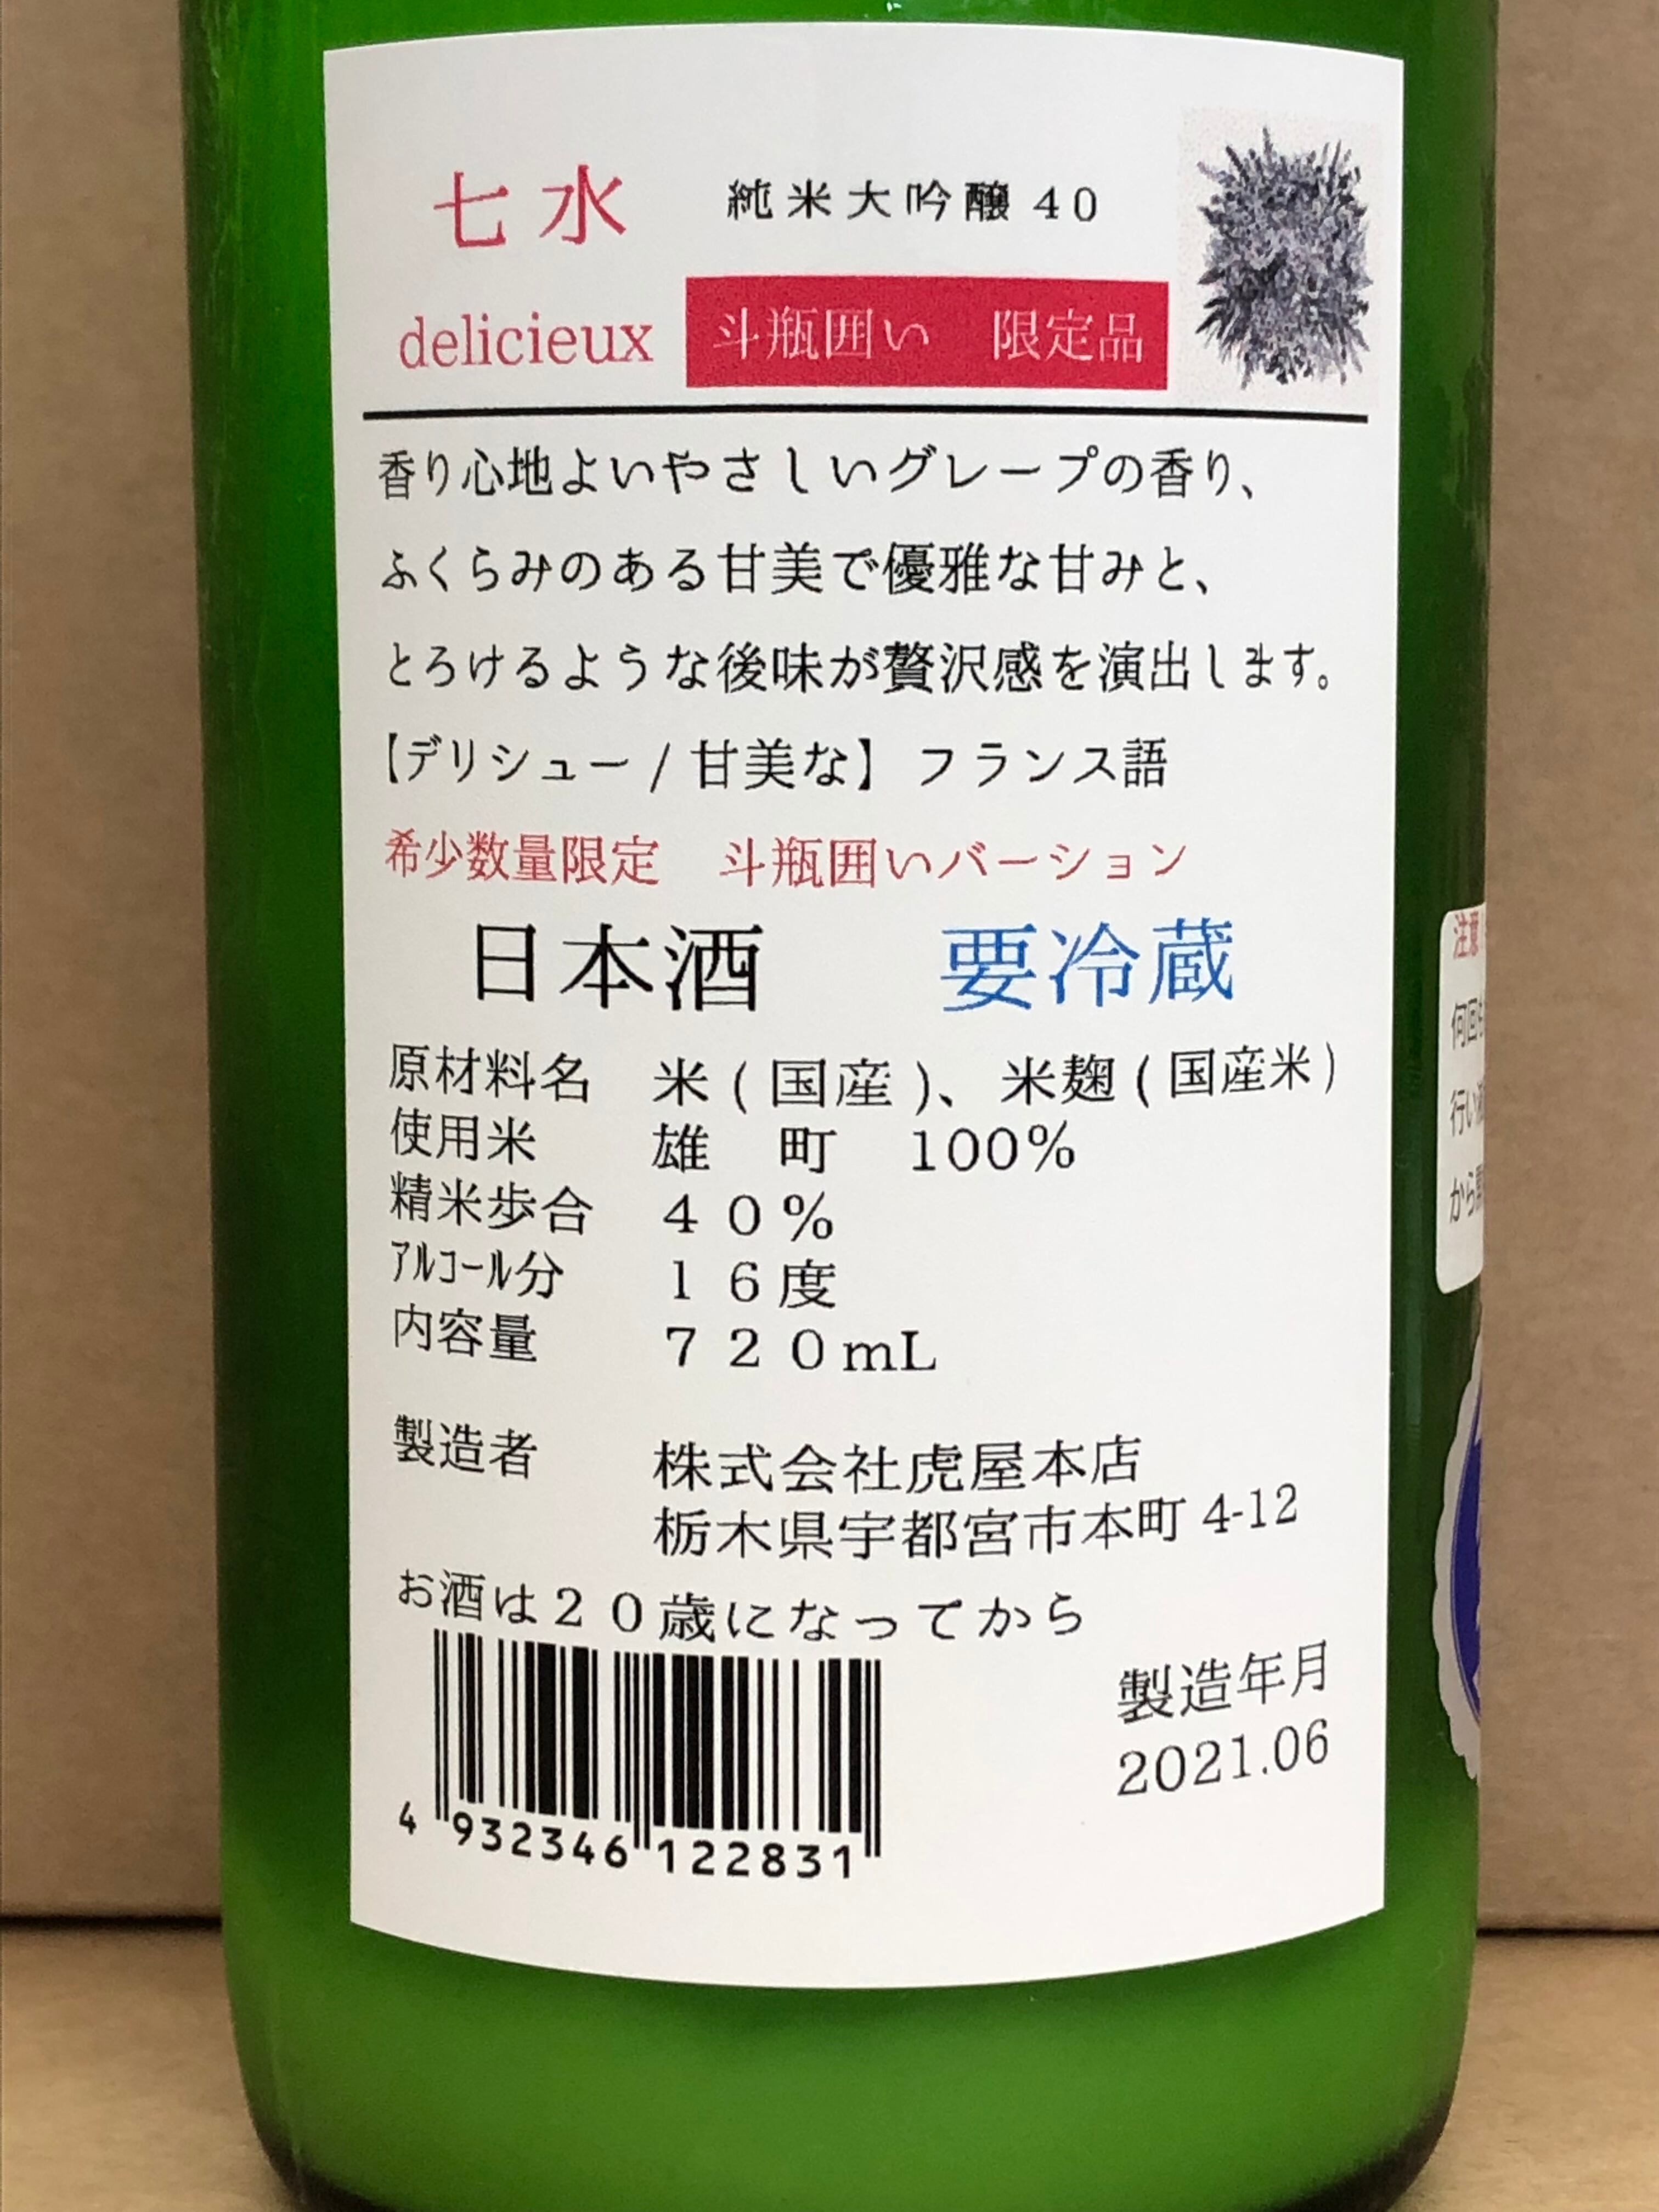 七水 純米大吟醸40
delicieux 斗瓶囲い 限定品
香り心地よいやさしいグレープの香り、
ふくらみのある甘美で優雅な甘みと、
とろけるような後味が贅沢感を演出します。
【デリシュー/甘美な】フランス語
希少数量限定 斗瓶囲いバーション
日本酒 要冷蔵
原材料名 米(国産)、米麹(国産米)
使用米 雄町 100%
精米歩合 40%
ｱﾙｺｰﾙ分 16度
内容量 720mL
製造者 株式会社虎屋本店
栃木県宇都宮市本町4-12
お酒は20歳になってから
製造年月
2021.06
4 932346 122831
注意
何回
行い
から